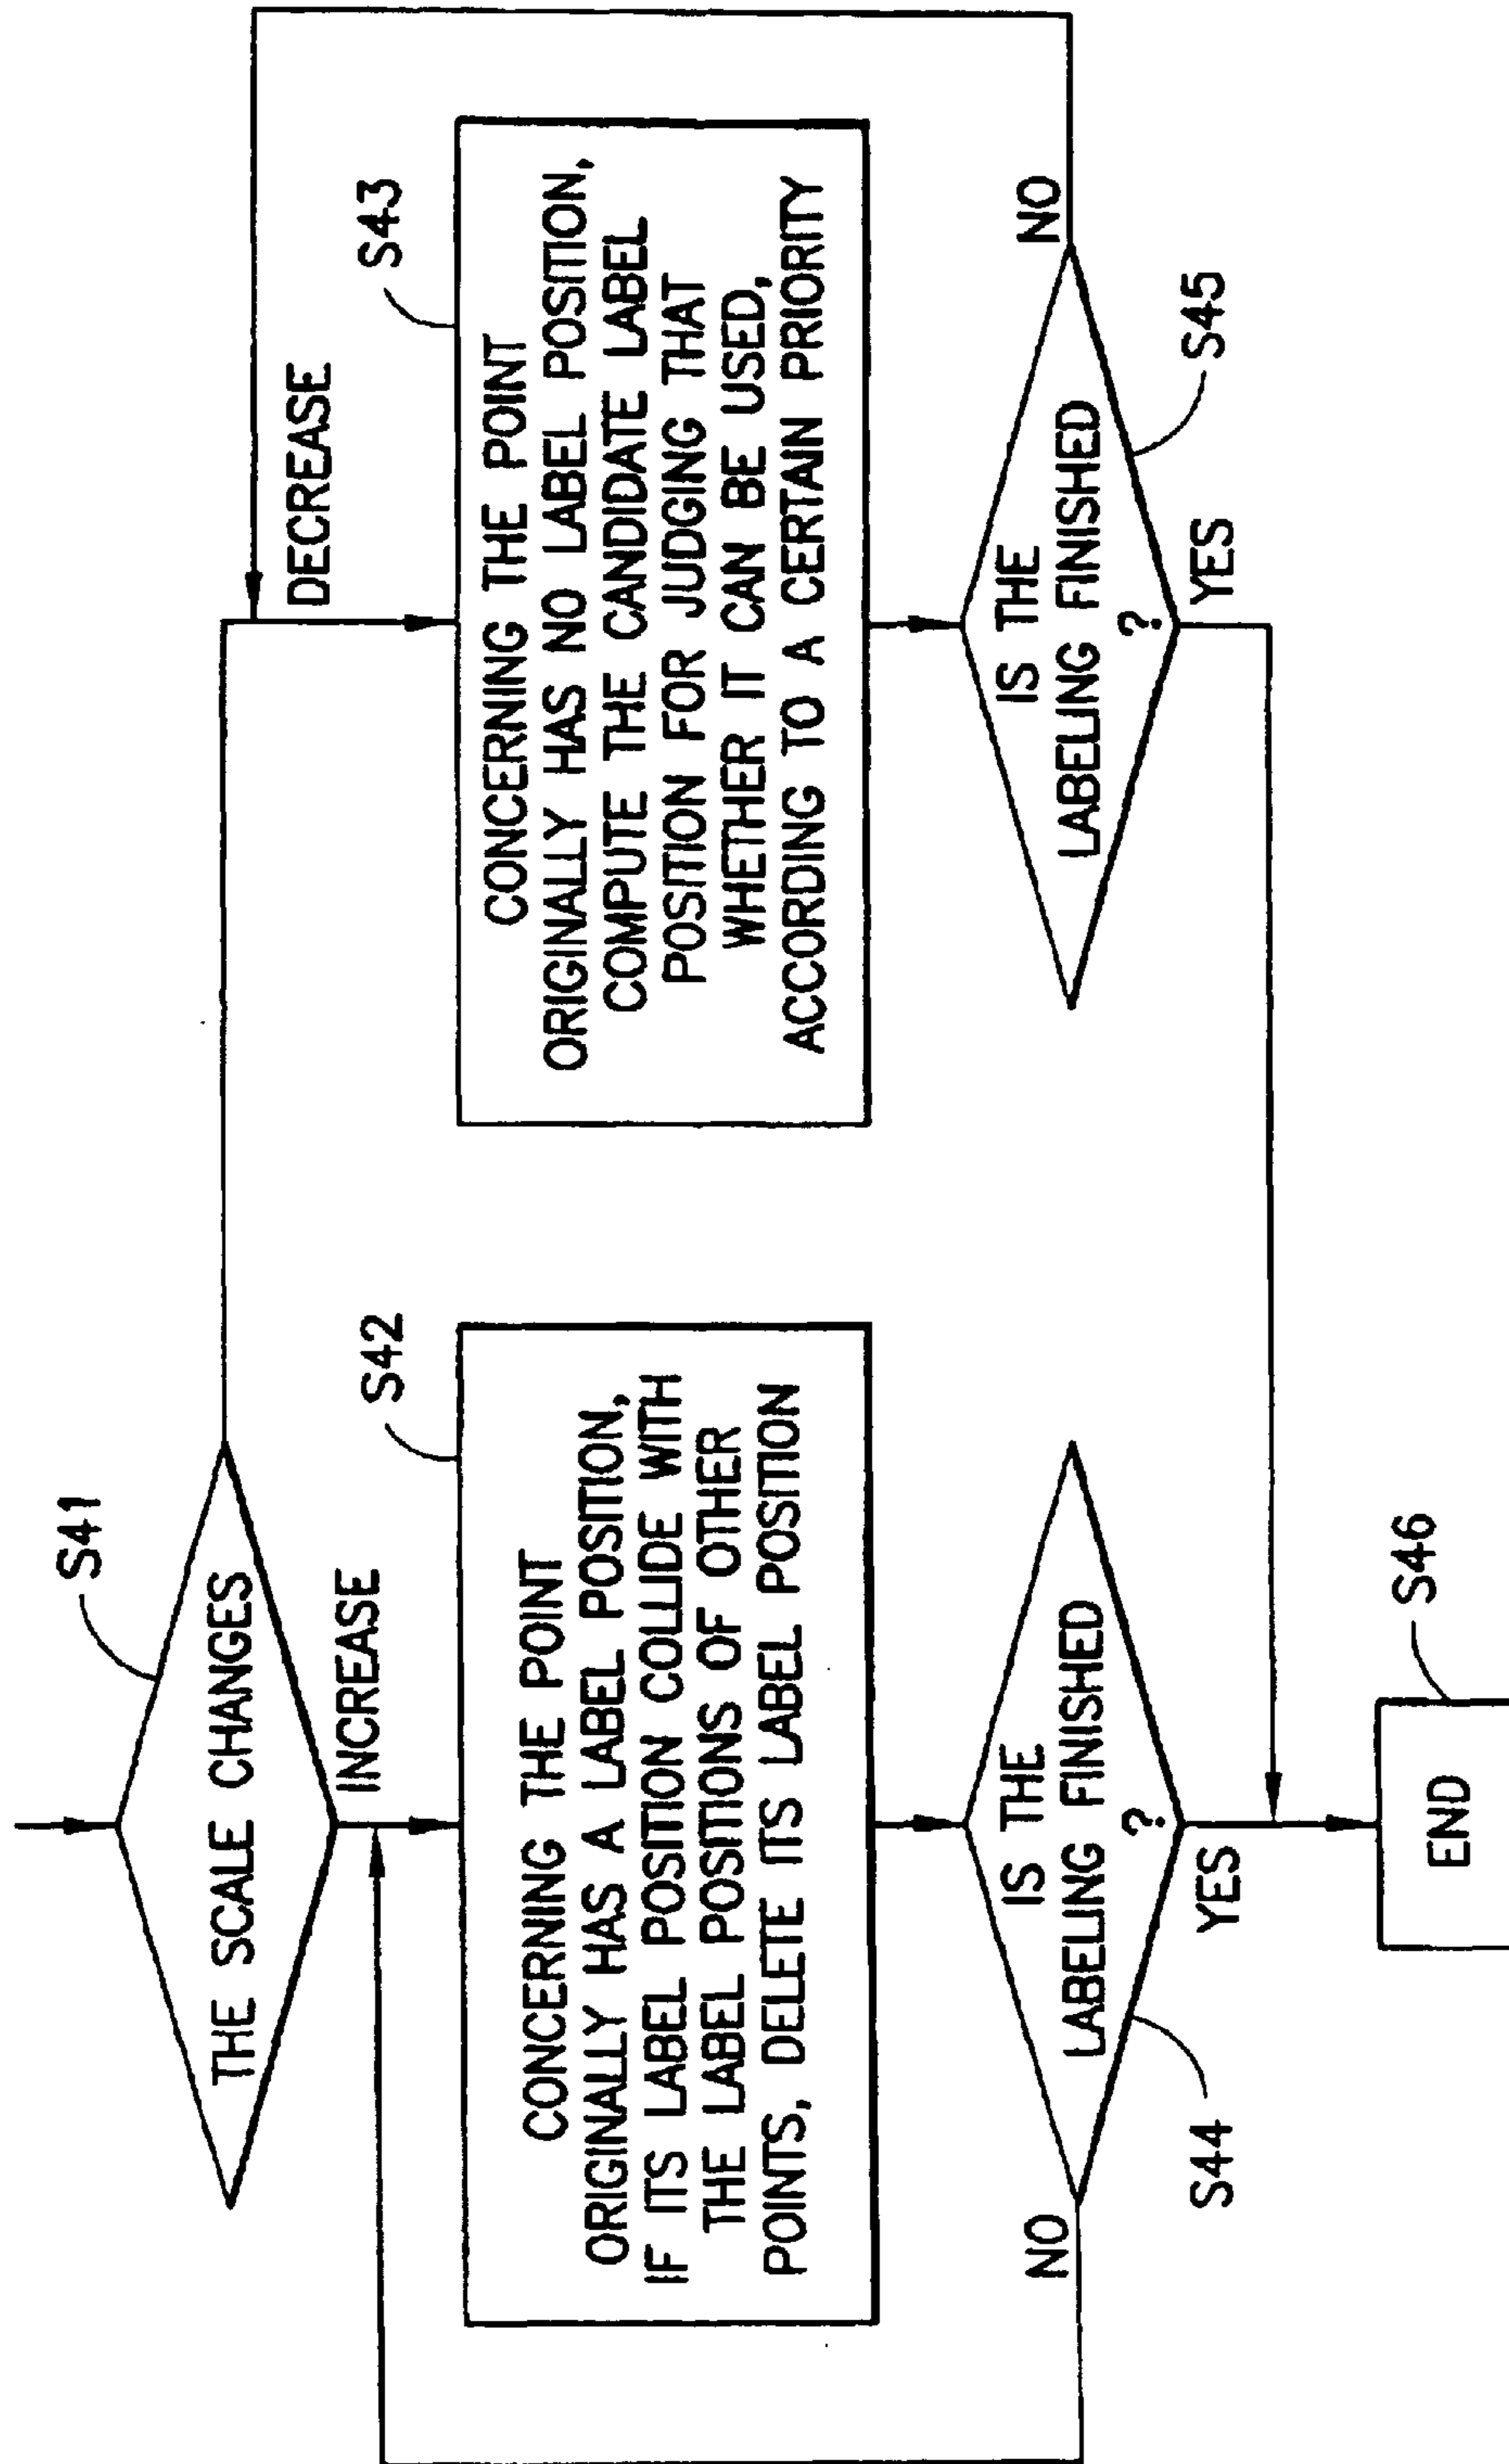 S41
THE SCALE CHANGES
INCREASE
DECREASE
S42
CONCERNING THE POINT
ORIGINALLY HAS A LABEL POSITION,
IF ITS LABEL POSITION COLLIDE WITH
THE LABEL POSITIONS OF OTHER
POINTS, DELETE ITS LABEL POSITION
S43
CONCERNING THE POINT
ORIGINALLY HAS NO LABEL POSITION,
COMPUTE THE CANDIDATE LABEL
POSITION FOR JUDGING THAT
WHETHER IT CAN BE USED,
ACCORDING TO A CERTAIN PRIORITY
NO
IS THE
LABELING FINISHED
?
YES
S44
NO
IS THE
LABELING FINISHED
?
YES
S45
S46
END